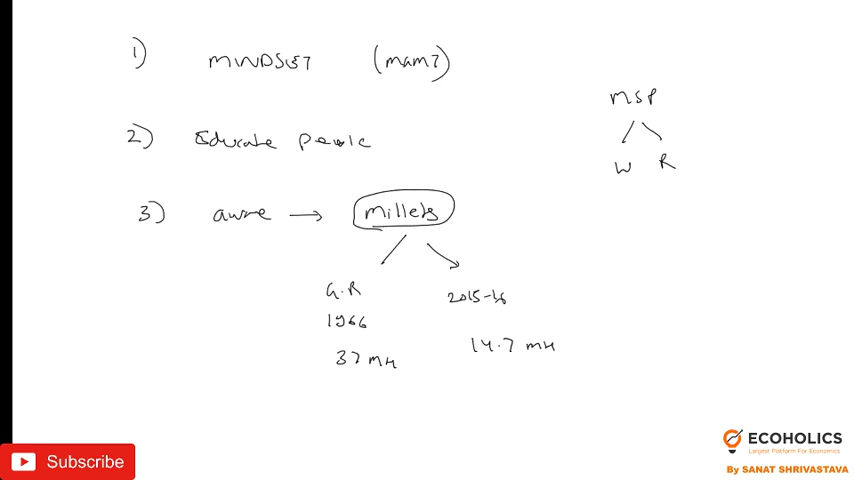 1) MINDSET (mamt)
MSP
W R
2) Educate people
3) aware → millets
G.R 2015-16
1966
37 mH 14.7 mH
ECOHOLICS
Largest Platform For Economics
Subscribe
By SANAT SHRIVASTAVA